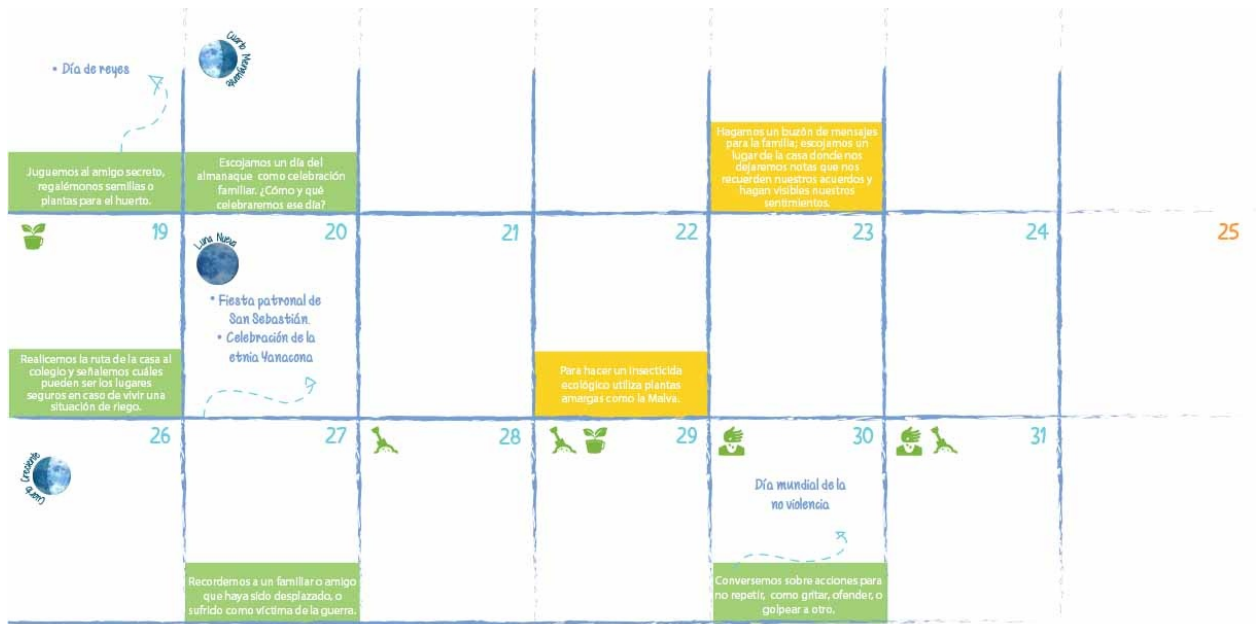 • Día de reyes
Cuarto Menguante
Juguemos al amigo secreto,
regalémonos semillas o
plantas para el huerto.
Escojamos un día del
almanaque como celebración
familiar. ¿Cómo y qué
celebraremos ese día?
Hagamos un buzón de mensajes
para la familia; escojamos un
lugar de la casa donde nos
dejaremos notas que nos
recuerden nuestros acuerdos y
hagan visibles nuestros
sentimientos.
19
20
21
22
23
24
25
Luna Nueva
• Fiesta patronal de
San Sebastián.
• Celebración de la
etnia Yanacona
Realicemos la ruta de la casa al
colegio y señalemos cuáles
pueden ser los lugares
seguros en caso de vivir una
situación de riego.
Para hacer un insecticida
ecológico utiliza plantas
amargas como la Malva.
26
27
28
29
30
31
Cuarto Creciente
Día mundial de la
no violencia
Recordemos a un familiar o amigo
que haya sido desplazado, o
sufrido como víctima de la guerra.
Conversemos sobre acciones para
no repetir, como gritar, ofender, o
golpear a otro.